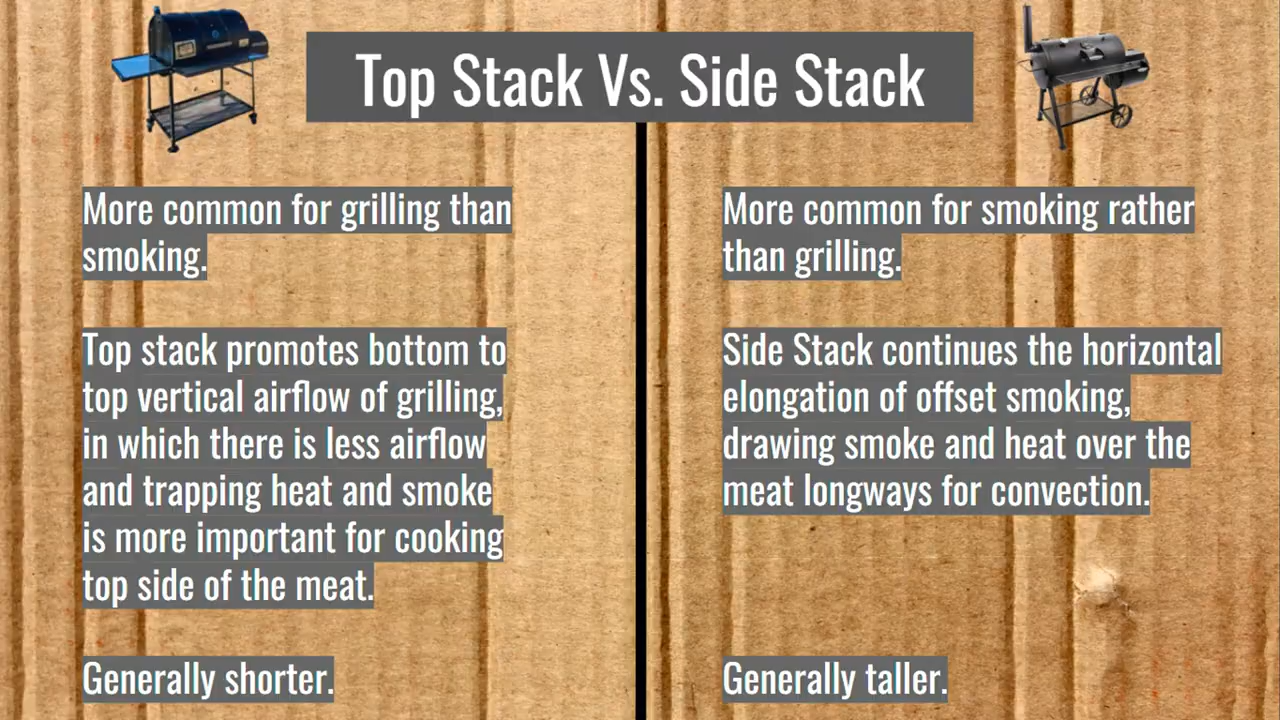 Top Stack Vs. Side Stack
More common for grilling than
smoking.
Top stack promotes bottom to
top vertical airflow of grilling,
in which there is less airflow
and trapping heat and smoke
is more important for cooking
top side of the meat.
Generally shorter.
More common for smoking rather
than grilling.
Side Stack continues the horizontal
elongation of offset smoking,
drawing smoke and heat over the
meat longways for convection.
Generally taller.